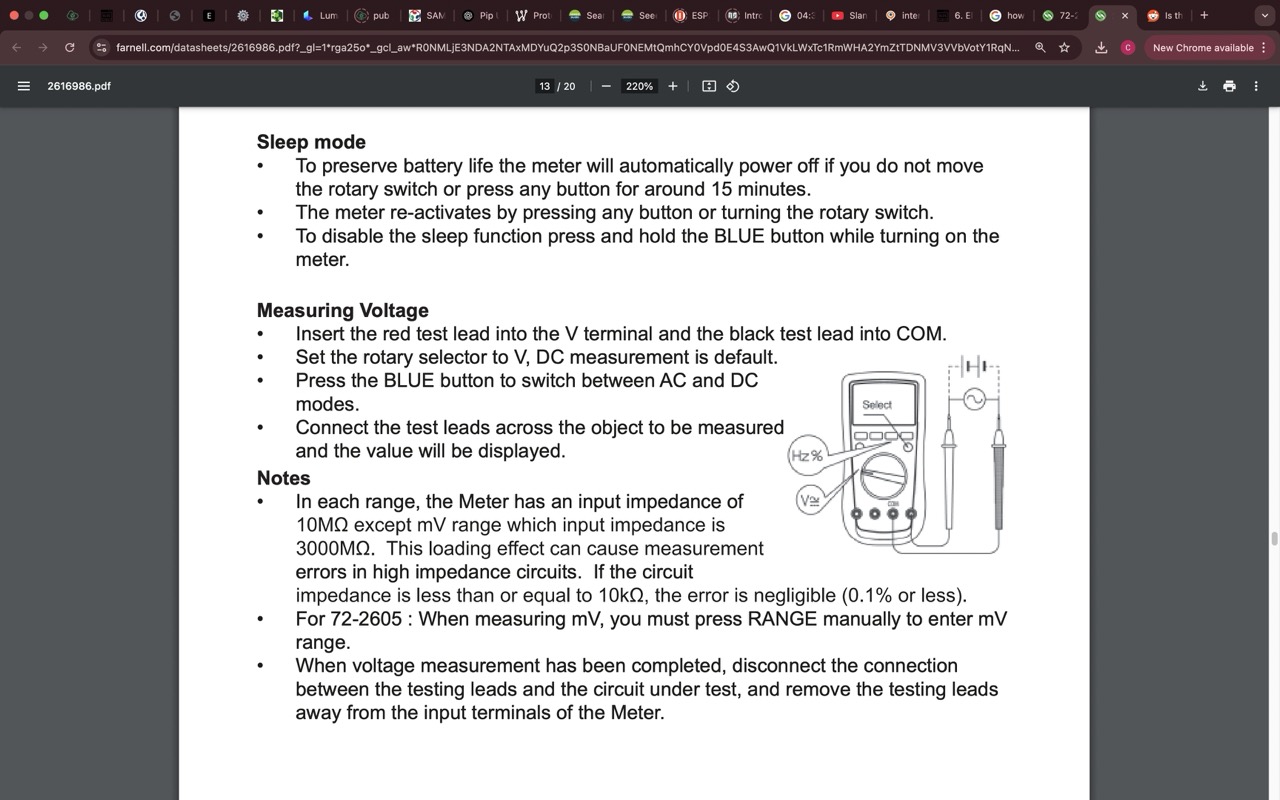 Lum
pub
SAM
Pip
Prot
Sear
See
ESP
Intro
04:
Slan
inte
6. El
how
72-
Is th
farnell.com/datasheets/2616986.pdf?_gl=1*rga25o*_gcl_aw*R0NMLjE3NDA2NTAxMDYuQ2p3S0NBaUF0NEMtQmhCY0Vpd0E4S3AwQ1VkLWxTc1RmWHA2YmZtTDNMV3VVbVotY1RqN...
New Chrome available
2616986.pdf
13 / 20
220%
Sleep mode
• To preserve battery life the meter will automatically power off if you do not move
the rotary switch or press any button for around 15 minutes.
• The meter re-activates by pressing any button or turning the rotary switch.
• To disable the sleep function press and hold the BLUE button while turning on the
meter.
Measuring Voltage
• Insert the red test lead into the V terminal and the black test lead into COM.
• Set the rotary selector to V, DC measurement is default.
• Press the BLUE button to switch between AC and DC
modes.
• Connect the test leads across the object to be measured
and the value will be displayed.
Select
Hz%
V≂
Notes
• In each range, the Meter has an input impedance of
10MΩ except mV range which input impedance is
3000MΩ. This loading effect can cause measurement
errors in high impedance circuits. If the circuit
impedance is less than or equal to 10kΩ, the error is negligible (0.1% or less).
• For 72-2605 : When measuring mV, you must press RANGE manually to enter mV
range.
• When voltage measurement has been completed, disconnect the connection
between the testing leads and the circuit under test, and remove the testing leads
away from the input terminals of the Meter.